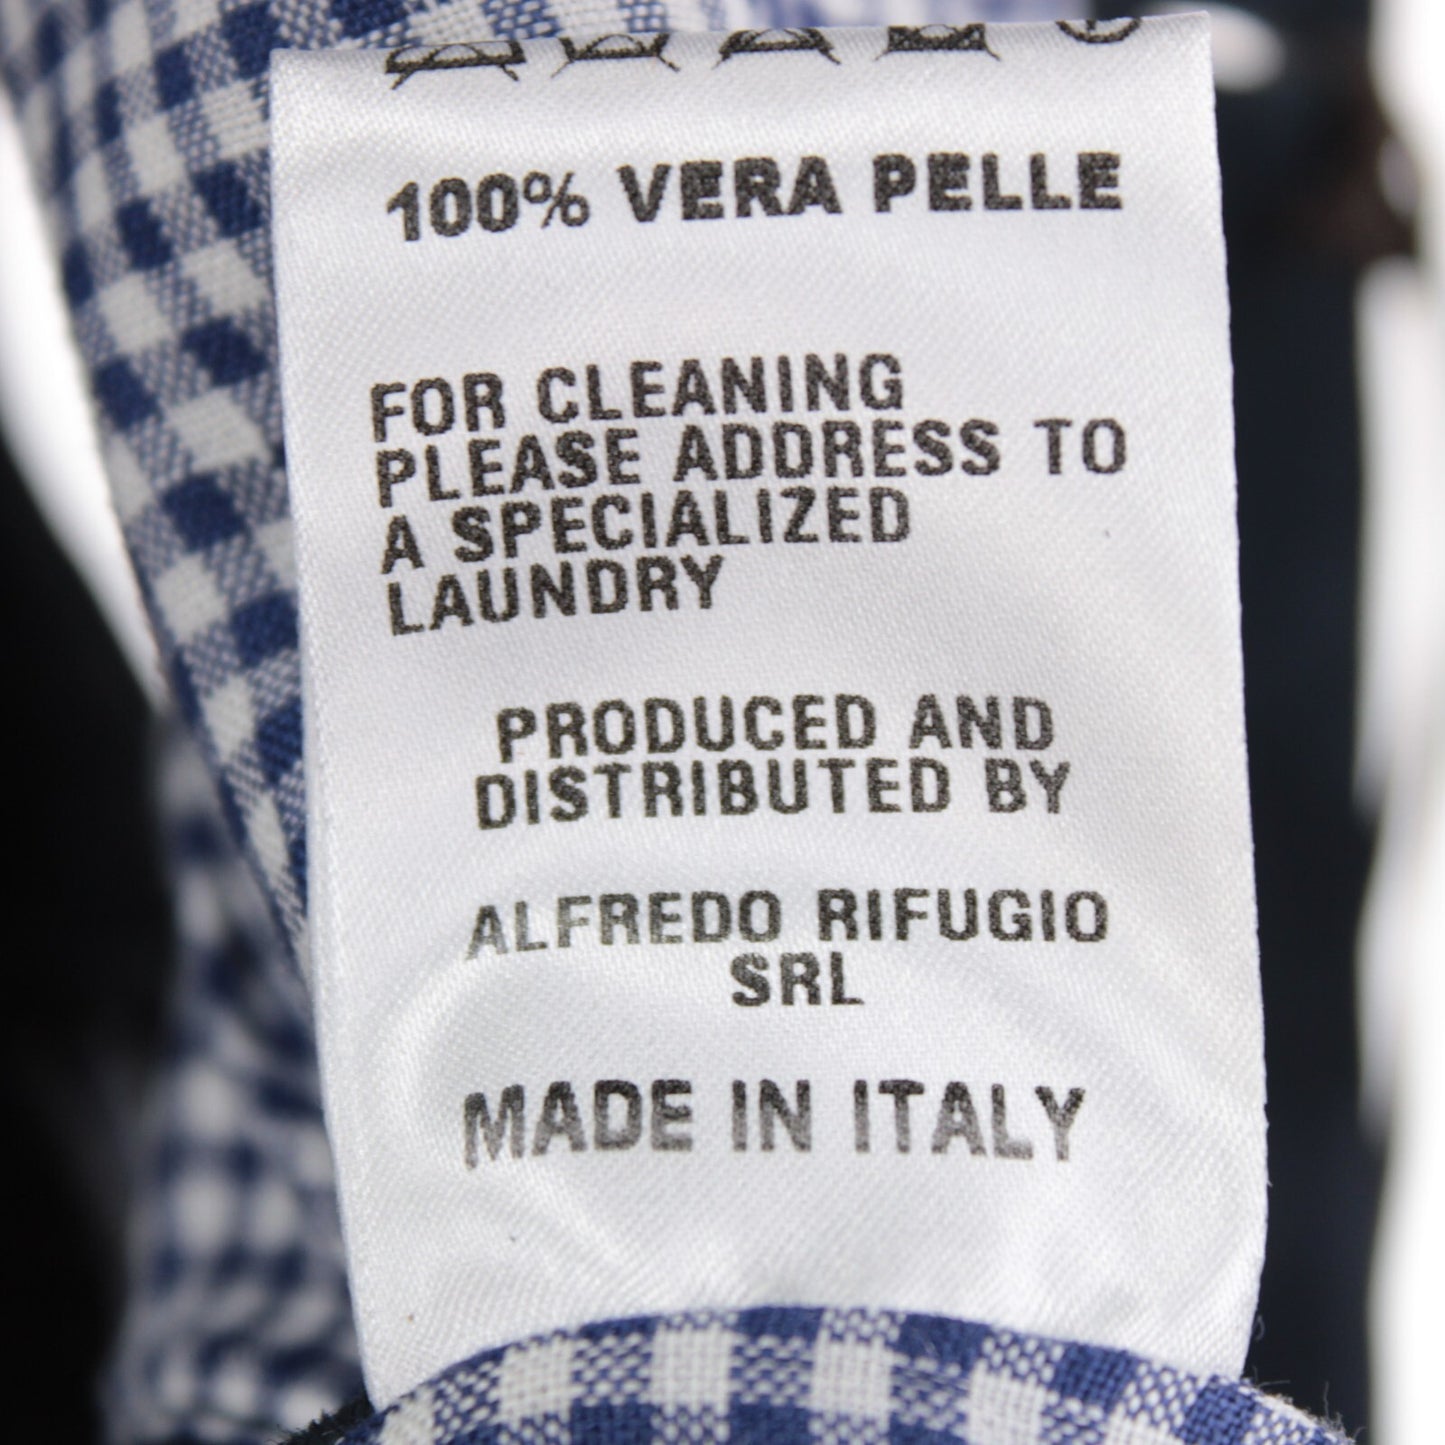 100% VERA PELLE
FOR CLEANING
PLEASE ADDRESS TO
A SPECIALIZED
LAUNDRY
PRODUCED AND
DISTRIBUTED BY
ALFREDO RIFUGIO
SRL
MADE IN ITALY